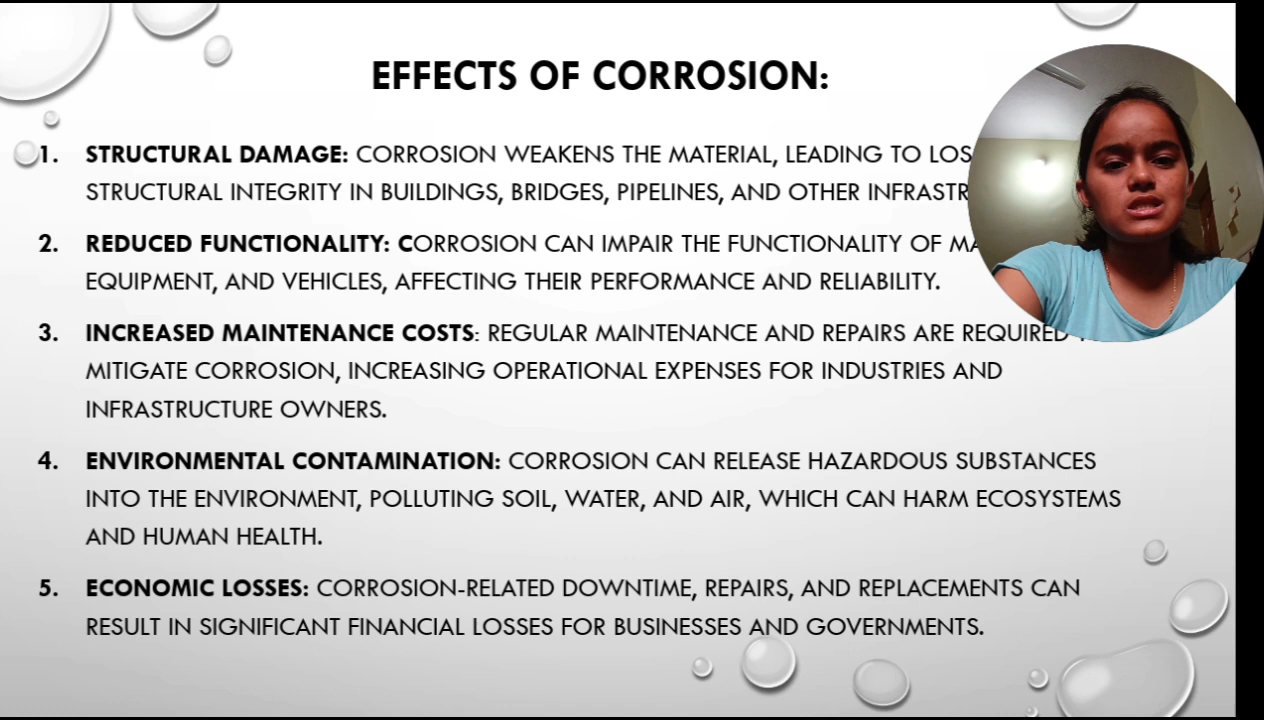 EFFECTS OF CORROSION:
1. STRUCTURAL DAMAGE: CORROSION WEAKENS THE MATERIAL, LEADING TO
STRUCTURAL INTEGRITY IN BUILDINGS, BRIDGES, PIPELINES, AND OTHER
2. REDUCED FUNCTIONALITY: CORROSION CAN IMPAIR THE FUNCTIONALITY OF
EQUIPMENT, AND VEHICLES, AFFECTING THEIR PERFORMANCE AND RELIABILITY.
3. INCREASED MAINTENANCE COSTS: REGULAR MAINTENANCE AND REPAIRS ARE REQUIRED
MITIGATE CORROSION, INCREASING OPERATIONAL EXPENSES FOR INDUSTRIES AND
INFRASTRUCTURE OWNERS.
4. ENVIRONMENTAL CONTAMINATION: CORROSION CAN RELEASE HAZARDOUS SUBSTANCES
INTO THE ENVIRONMENT, POLLUTING SOIL, WATER, AND AIR, WHICH CAN HARM ECOSYSTEMS
AND HUMAN HEALTH.
5. ECONOMIC LOSSES: CORROSION-RELATED DOWNTIME, REPAIRS, AND REPLACEMENTS CAN
RESULT IN SIGNIFICANT FINANCIAL LOSSES FOR BUSINESSES AND GOVERNMENTS.